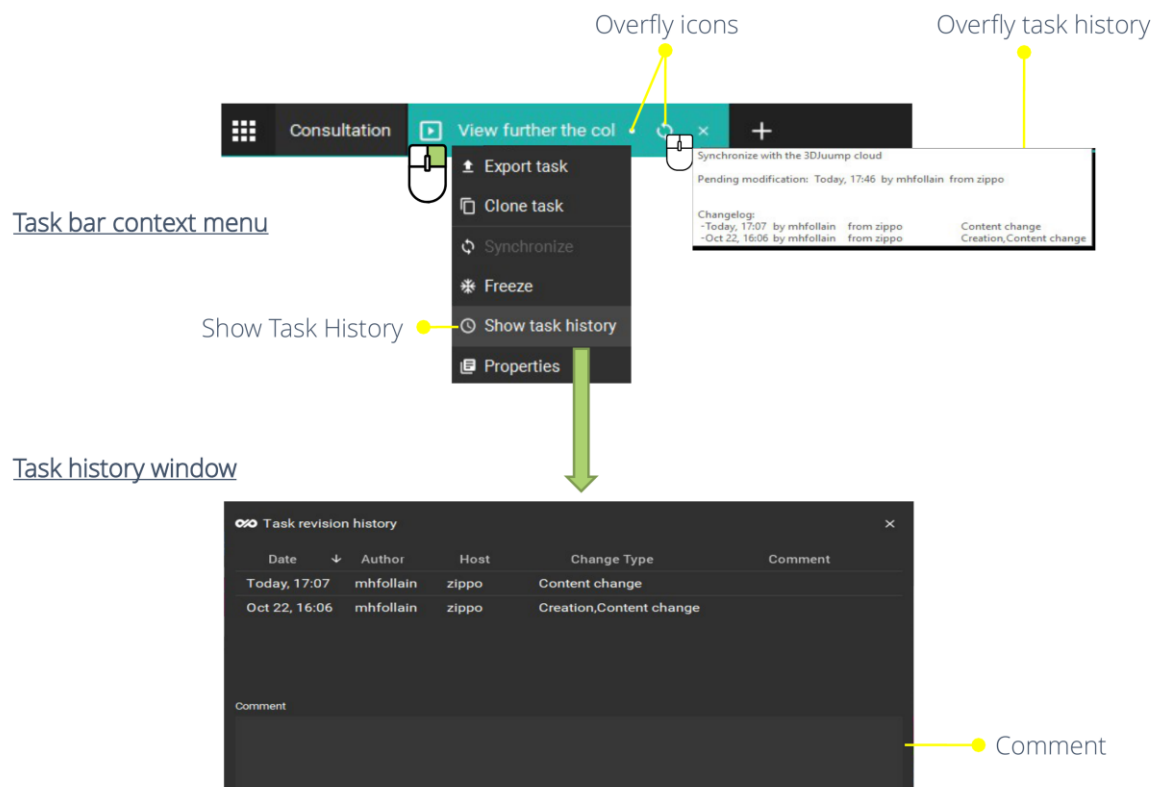 Overfly icons
Overfly task history
Consultation
View further the col
Synchronize with the 3DJuump cloud
Pending modification: Today, 17:46 by mhfollain from zippo
Changelog:
-Today, 17:07 by mhfollain from zippo Content change
-Oct 22, 16:06 by mhfollain from zippo Creation,Content change
Task bar context menu
Export task
Clone task
Synchronize
Freeze
Show Task History
Show task history
Properties
Task history window
Task revision history
Date Author Host Change Type Comment
Today, 17:07 mhfollain zippo Content change
Oct 22, 16:06 mhfollain zippo Creation,Content change
Comment
Comment